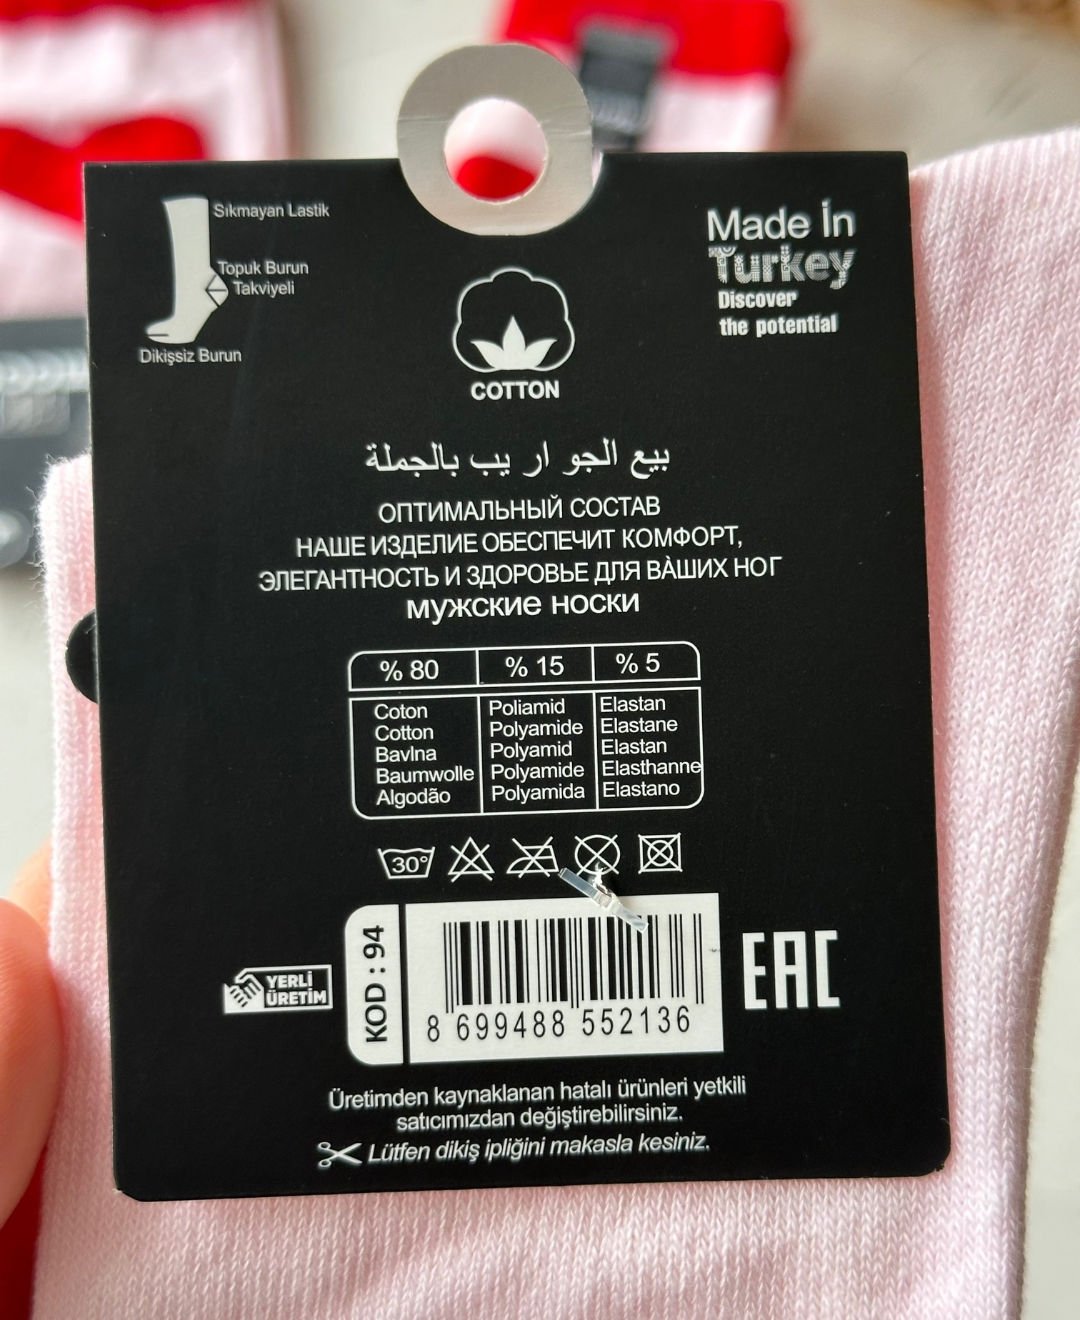 Sıkmayan Lastik
Topuk Burun
Takviyeli
Dikişsiz Burun
Made İn
Turkey
Discover
the potential
COTTON
بيع الجو ار يب بالجملة
ОПТИМАЛЬНЫЙ СОСТАВ
НАШЕ ИЗДЕЛИЕ ОБЕСПЕЧИТ КОМФОРТ,
ЭЛЕГАНТНОСТЬ И ЗДОРОВЬЕ ДЛЯ ВÀШИХ НОГ
мужские носки
% 80 % 15 % 5
Coton Poliamid Elastan
Cotton Polyamide Elastane
Bavlna Polyamid Elastan
Baumwolle Polyamide Elasthanne
Algodão Polyamida Elastano
30°
KOD : 94
8 699488 552136
YERLİ
ÜRETİM
EAC
Üretimden kaynaklanan hatalı ürünleri yetkili
satıcımızdan değiştirebilirsiniz.
Lütfen dikiş ipliğini makasla kesiniz.